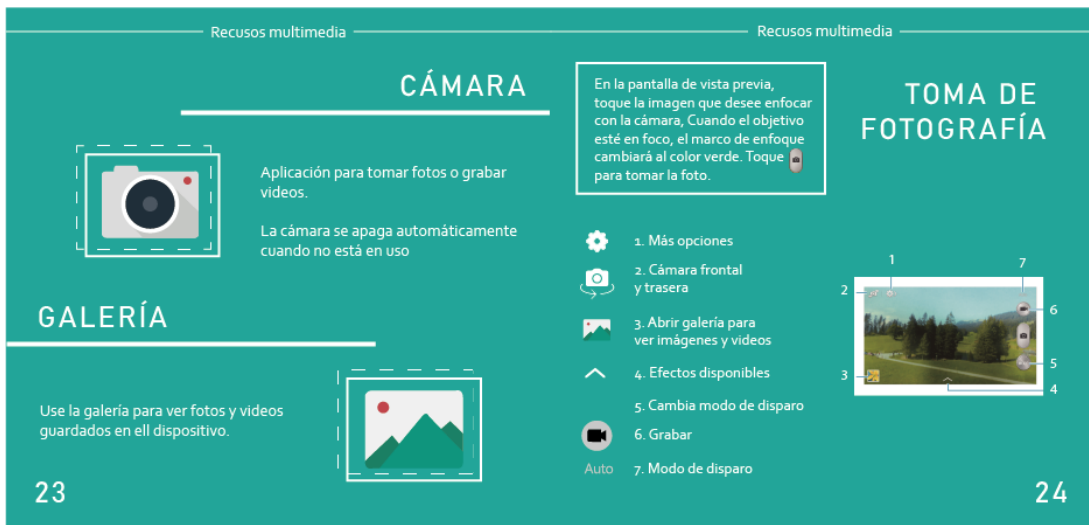 Recusos multimedia
CÁMARA
Aplicación para tomar fotos o grabar
videos.
La cámara se apaga automáticamente
cuando no está en uso
GALERÍA
Use la galería para ver fotos y videos
guardados en ell dispositivo.
23
Recusos multimedia
En la pantalla de vista previa,
toque la imagen que desee enfocar
con la cámara, Cuando el objetivo
esté en foco, el marco de enfoque
cambiará al color verde. Toque
para tomar la foto.
TOMA DE
FOTOGRAFÍA
1. Más opciones
2. Cámara frontal
y trasera
3. Abrir galería para
ver imágenes y videos
4. Efectos disponibles
5. Cambia modo de disparo
6. Grabar
Auto 7. Modo de disparo
1
7
2
6
5
3
4
24